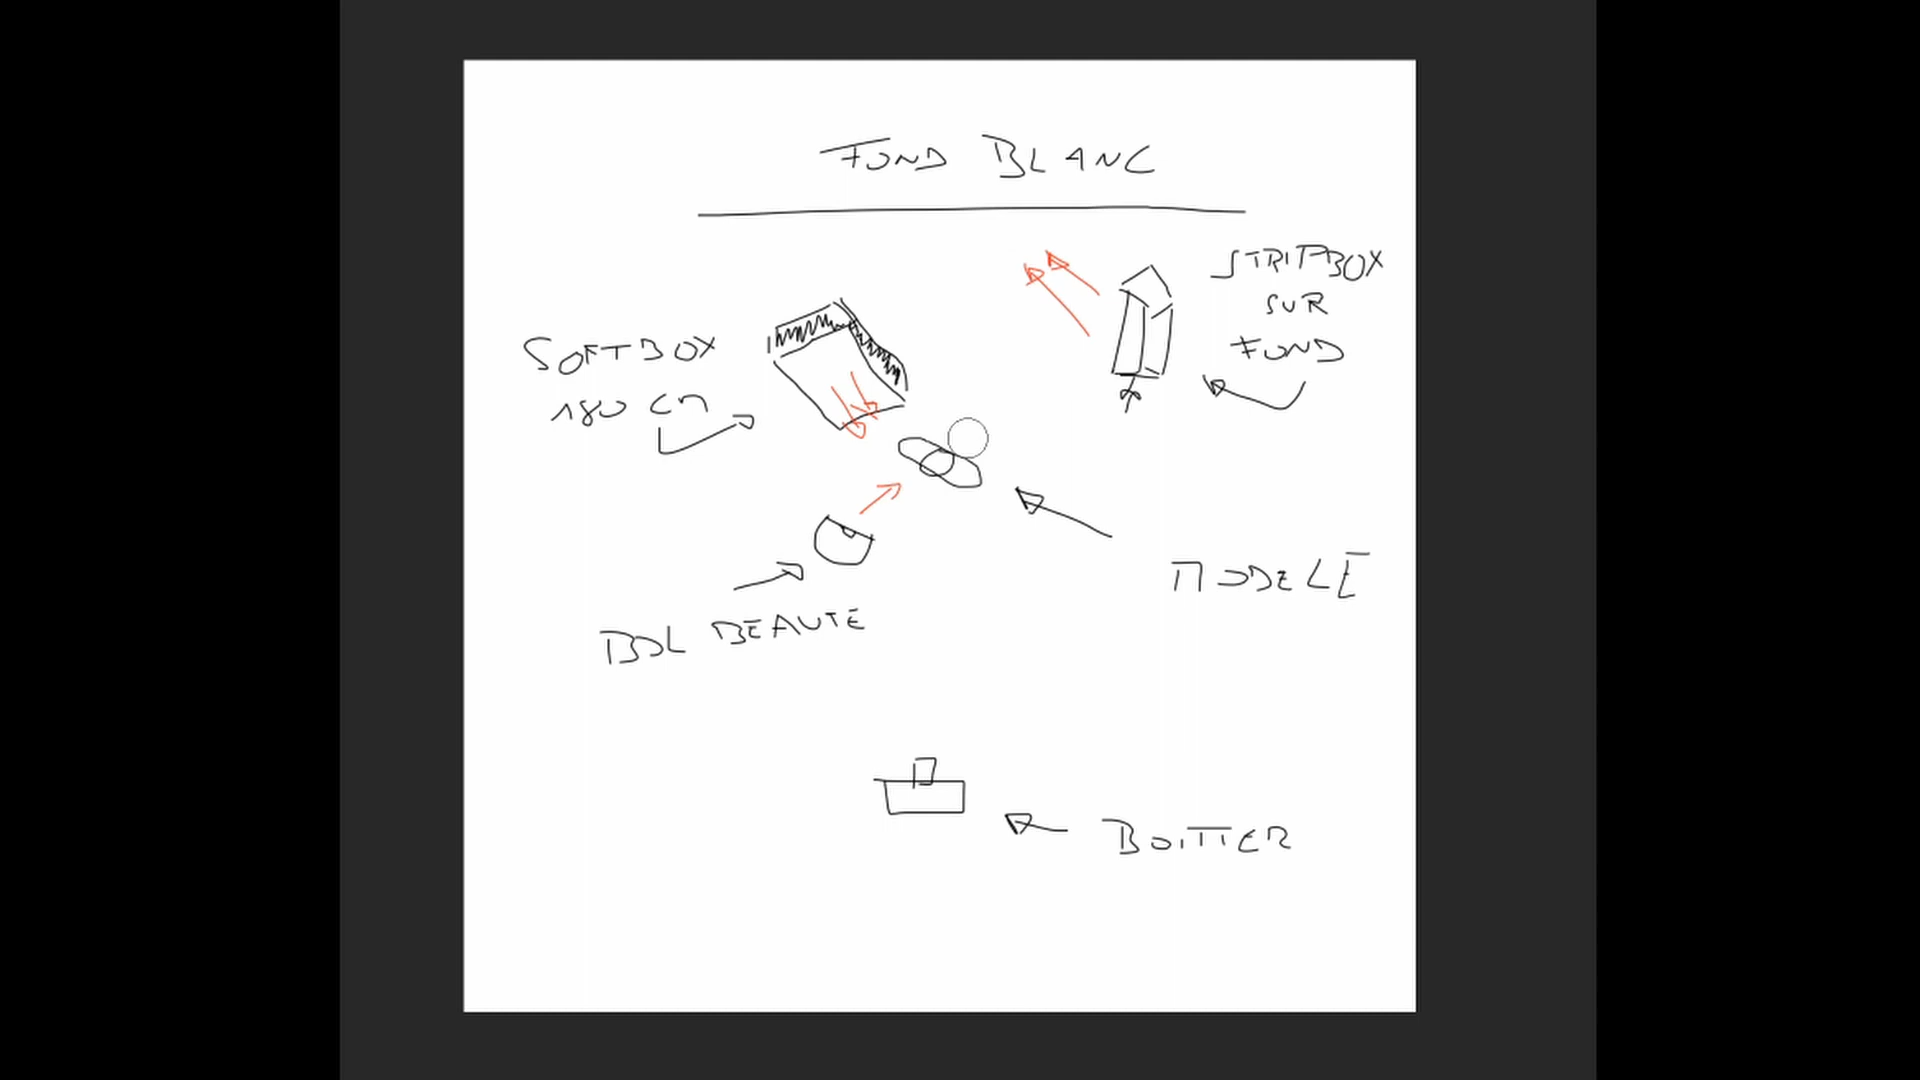 FOND BLANC
STRIPBOX
SUR
FOND
SOFTBOX
180 CM
MODELE
BOL BEAUTE
BOITIER